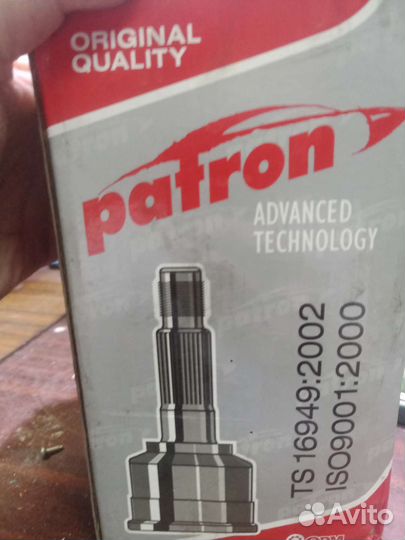 ORIGINAL
QUALITY
patron
ADVANCED
TECHNOLOGY
TS 16949:2002
ISO9001:2000
Avito